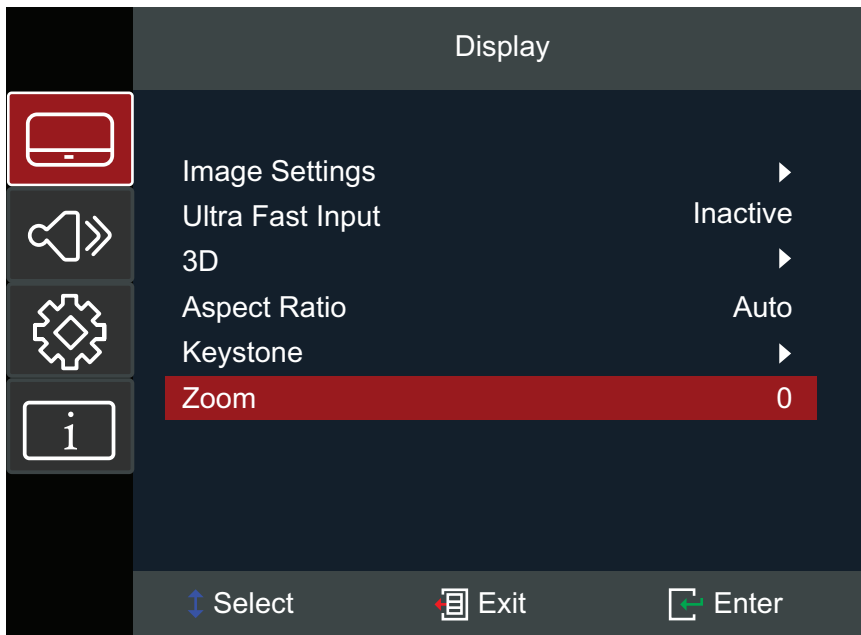 Display
Image Settings
Ultra Fast Input Inactive
3D
Aspect Ratio Auto
Keystone
Zoom 0
i
Select Exit Enter